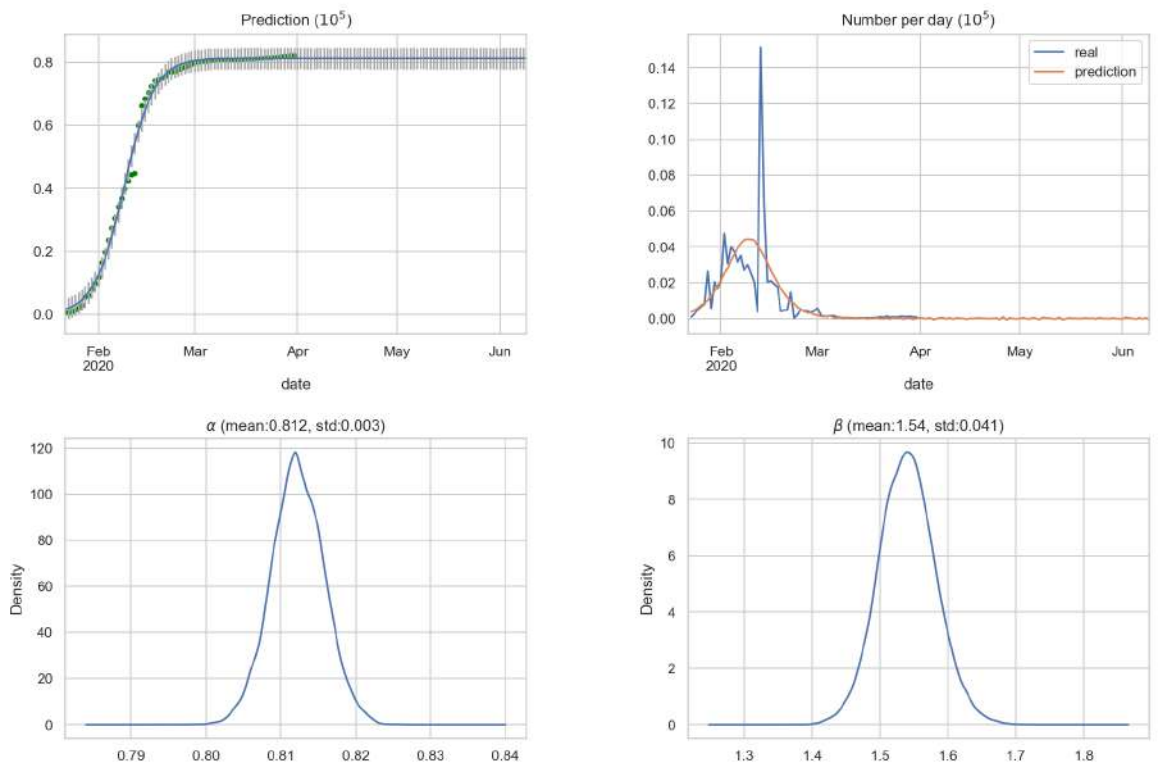 Prediction (10⁵)
0.8
0.6
0.4
0.2
0.0
Feb
2020
Mar
Apr
May
Jun
date
Number per day (10⁵)
real
prediction
0.14
0.12
0.10
0.08
0.06
0.04
0.02
0.00
Feb
2020
Mar
Apr
May
Jun
date
α (mean:0.812, std:0.003)
Density
120
100
80
60
40
20
0
0.79 0.80 0.81 0.82 0.83 0.84
β (mean:1.54, std:0.041)
Density
10
8
6
4
2
0
1.3 1.4 1.5 1.6 1.7 1.8